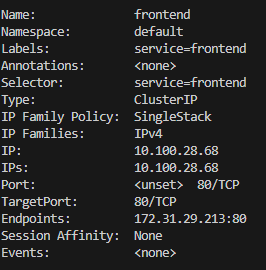 Name:              frontend
Namespace:         default
Labels:            service=frontend
Annotations:       <none>
Selector:          service=frontend
Type:              ClusterIP
IP Family Policy:  SingleStack
IP Families:       IPv4
IP:                10.100.28.68
IPs:               10.100.28.68
Port:              <unset>  80/TCP
TargetPort:        80/TCP
Endpoints:         172.31.29.213:80
Session Affinity:  None
Events:            <none>